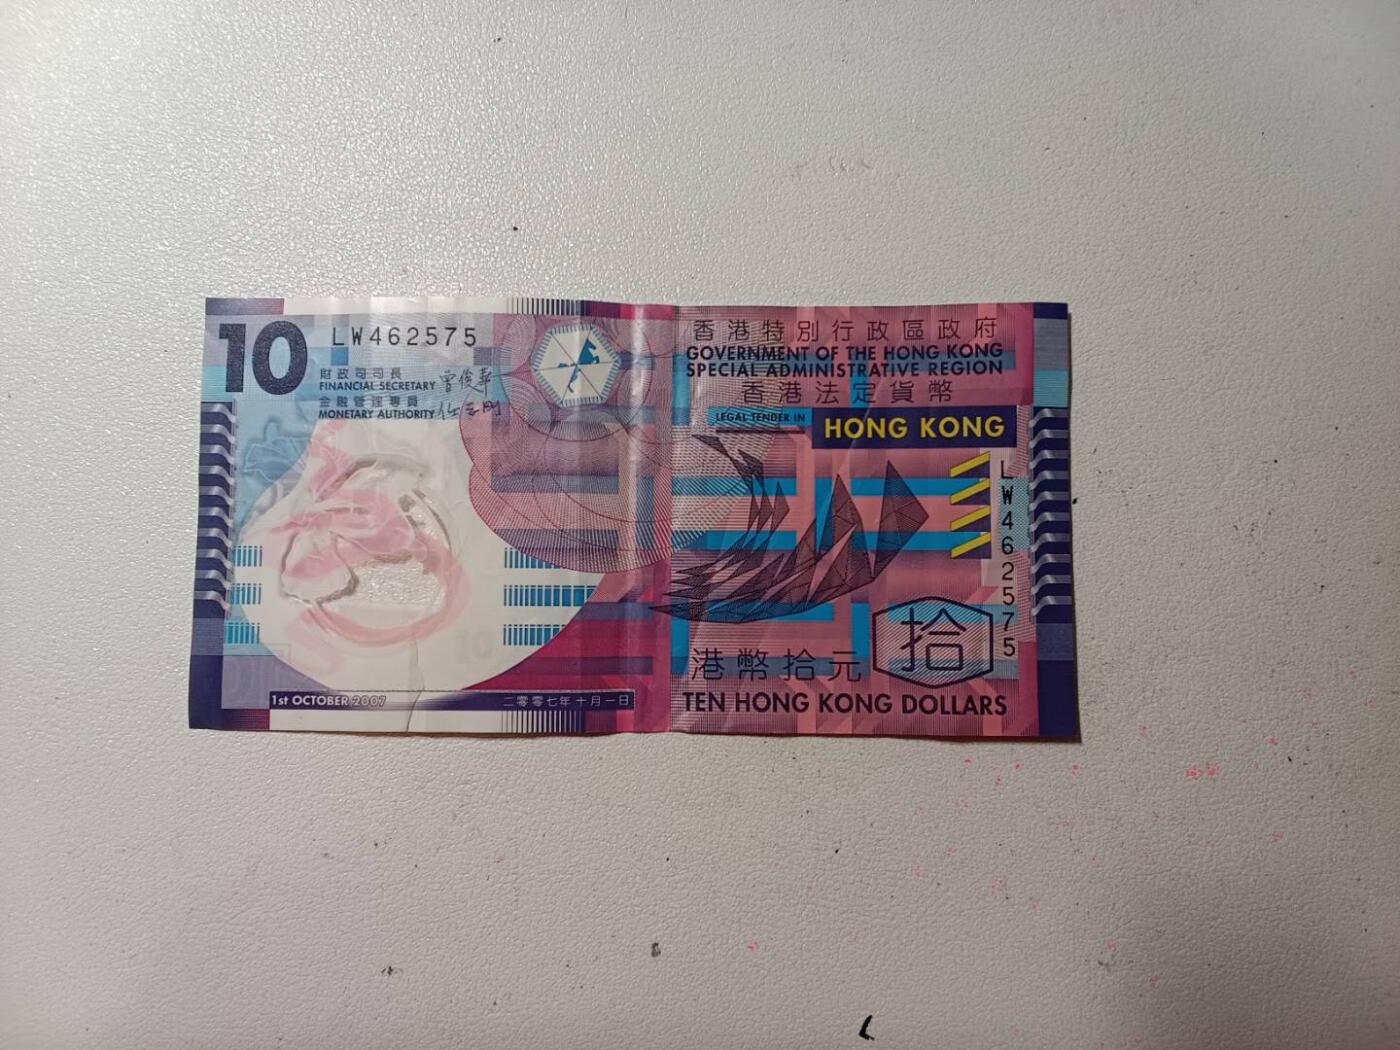 10
LW462575
財政司司長
FINANCIAL SECRETARY
金融管理專員
MONETARY AUTHORITY
香港特別行政區政府
GOVERNMENT OF THE HONG KONG
SPECIAL ADMINISTRATIVE REGION
香港法定貨幣
LEGAL TENDER IN
HONG KONG
LW462575
拾
港幣拾元
TEN HONG KONG DOLLARS
1st OCTOBER 2007
二零零七年十月一日